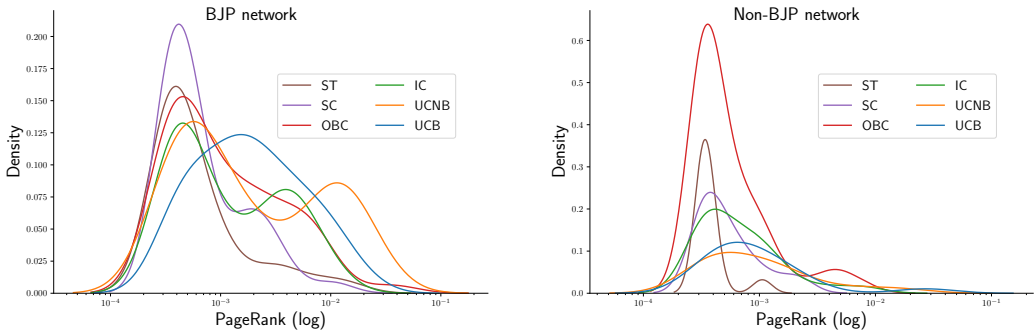 BJP network
0.200
0.175
0.150
0.125
0.100
0.075
0.050
0.025
0.000
Density
ST
SC
OBC
IC
UCNB
UCB
10⁻⁴
10⁻³
10⁻²
10⁻¹
PageRank (log)
Non-BJP network
0.6
0.5
0.4
0.3
0.2
0.1
0.0
Density
ST
SC
OBC
IC
UCNB
UCB
10⁻⁴
10⁻³
10⁻²
10⁻¹
PageRank (log)